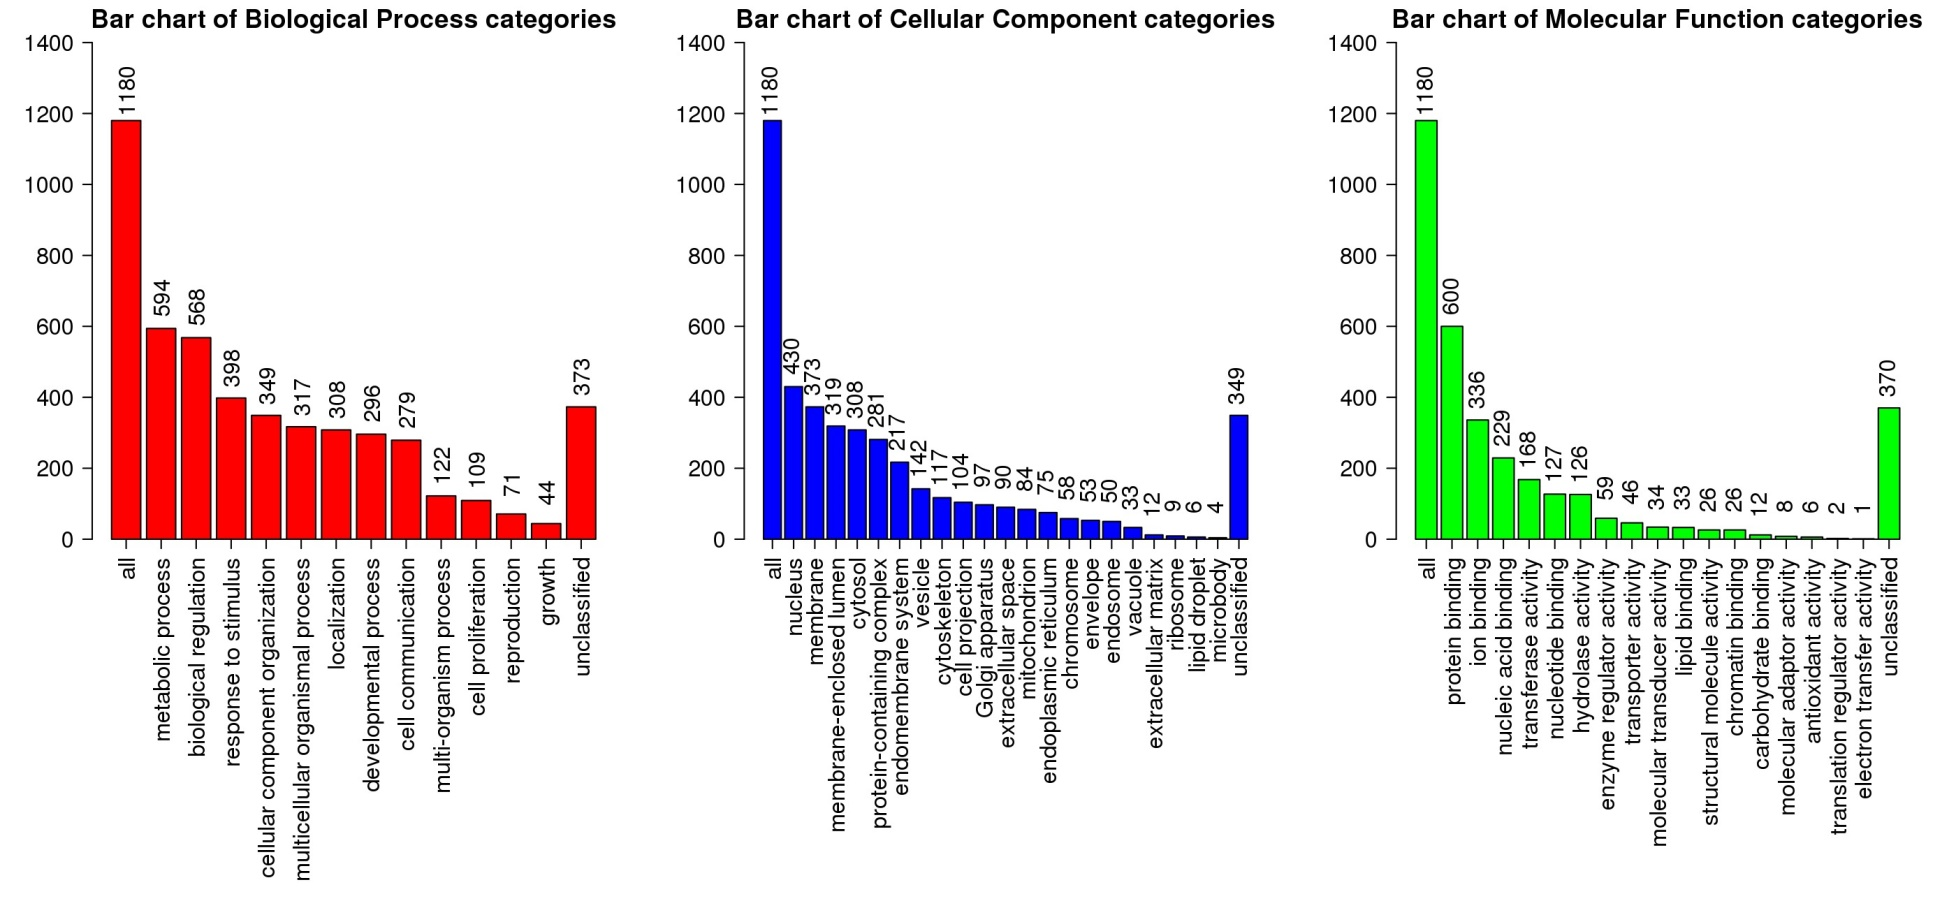 Bar chart of Biological Process categories
1400
1200
1000
800
600
400
200
0
1180
594
568
398
349
317
308
296
279
122
109
71
44
373
all
metabolic process
biological regulation
response to stimulus
cellular component organization
multicellular organismal process
localization
developmental process
cell communication
multi-organism process
cell proliferation
reproduction
growth
unclassified
Bar chart of Cellular Component categories
1400
1200
1000
800
600
400
200
0
1180
430
373
319
308
281
217
142
117
104
97
90
84
75
58
53
50
33
12
9
6
4
349
all
nucleus
membrane
membrane-enclosed lumen
cytosol
protein-containing complex
endomembrane system
vesicle
cytoskeleton
cell projection
Golgi apparatus
extracellular space
mitochondrion
endoplasmic reticulum
chromosome
envelope
endosome
vacuole
extracellular matrix
ribosome
lipid droplet
microbody
unclassified
Bar chart of Molecular Function categories
1400
1200
1000
800
600
400
200
0
1180
600
336
229
168
127
126
59
46
34
33
26
26
12
8
6
2
1
370
all
protein binding
ion binding
nucleic acid binding
transferase activity
nucleotide binding
hydrolase activity
enzyme regulator activity
transporter activity
molecular transducer activity
lipid binding
structural molecule activity
chromatin binding
carbohydrate binding
molecular adaptor activity
antioxidant activity
translation regulator activity
electron transfer activity
unclassified